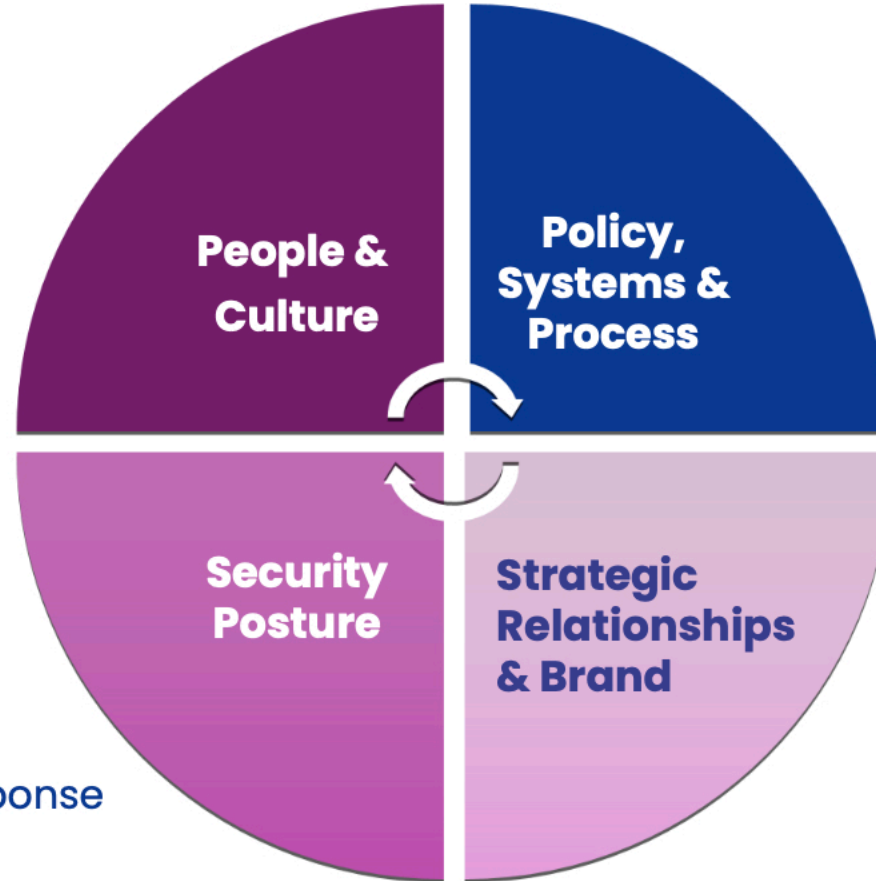 People &
Culture
Policy,
Systems &
Process
Security
Posture
Strategic
Relationships
& Brand
ponse